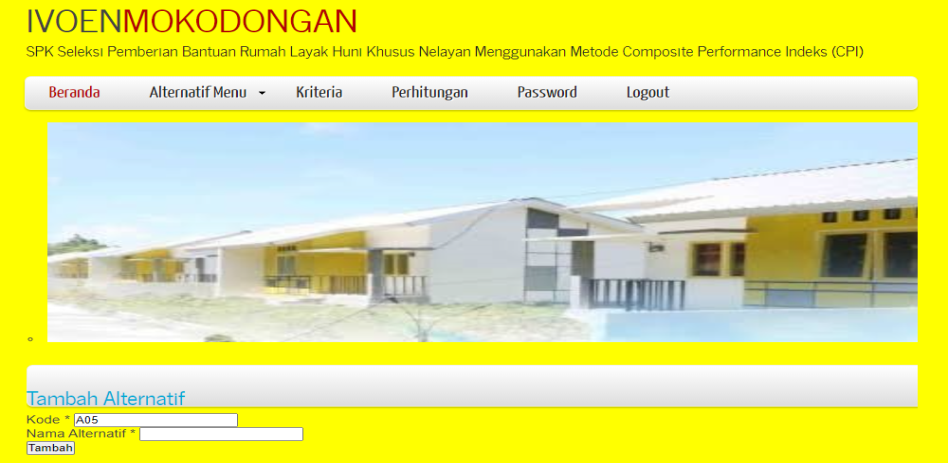 IVOENMOKODONGAN
SPK Seleksi Pemberian Bantuan Rumah Layak Huni Khusus Nelayan Menggunakan Metode Composite Performance Indeks (CPI)
Beranda Alternatif Menu Kriteria Perhitungan Password Logout
Tambah Alternatif
Kode * A05
Nama Alternatif *
Tambah